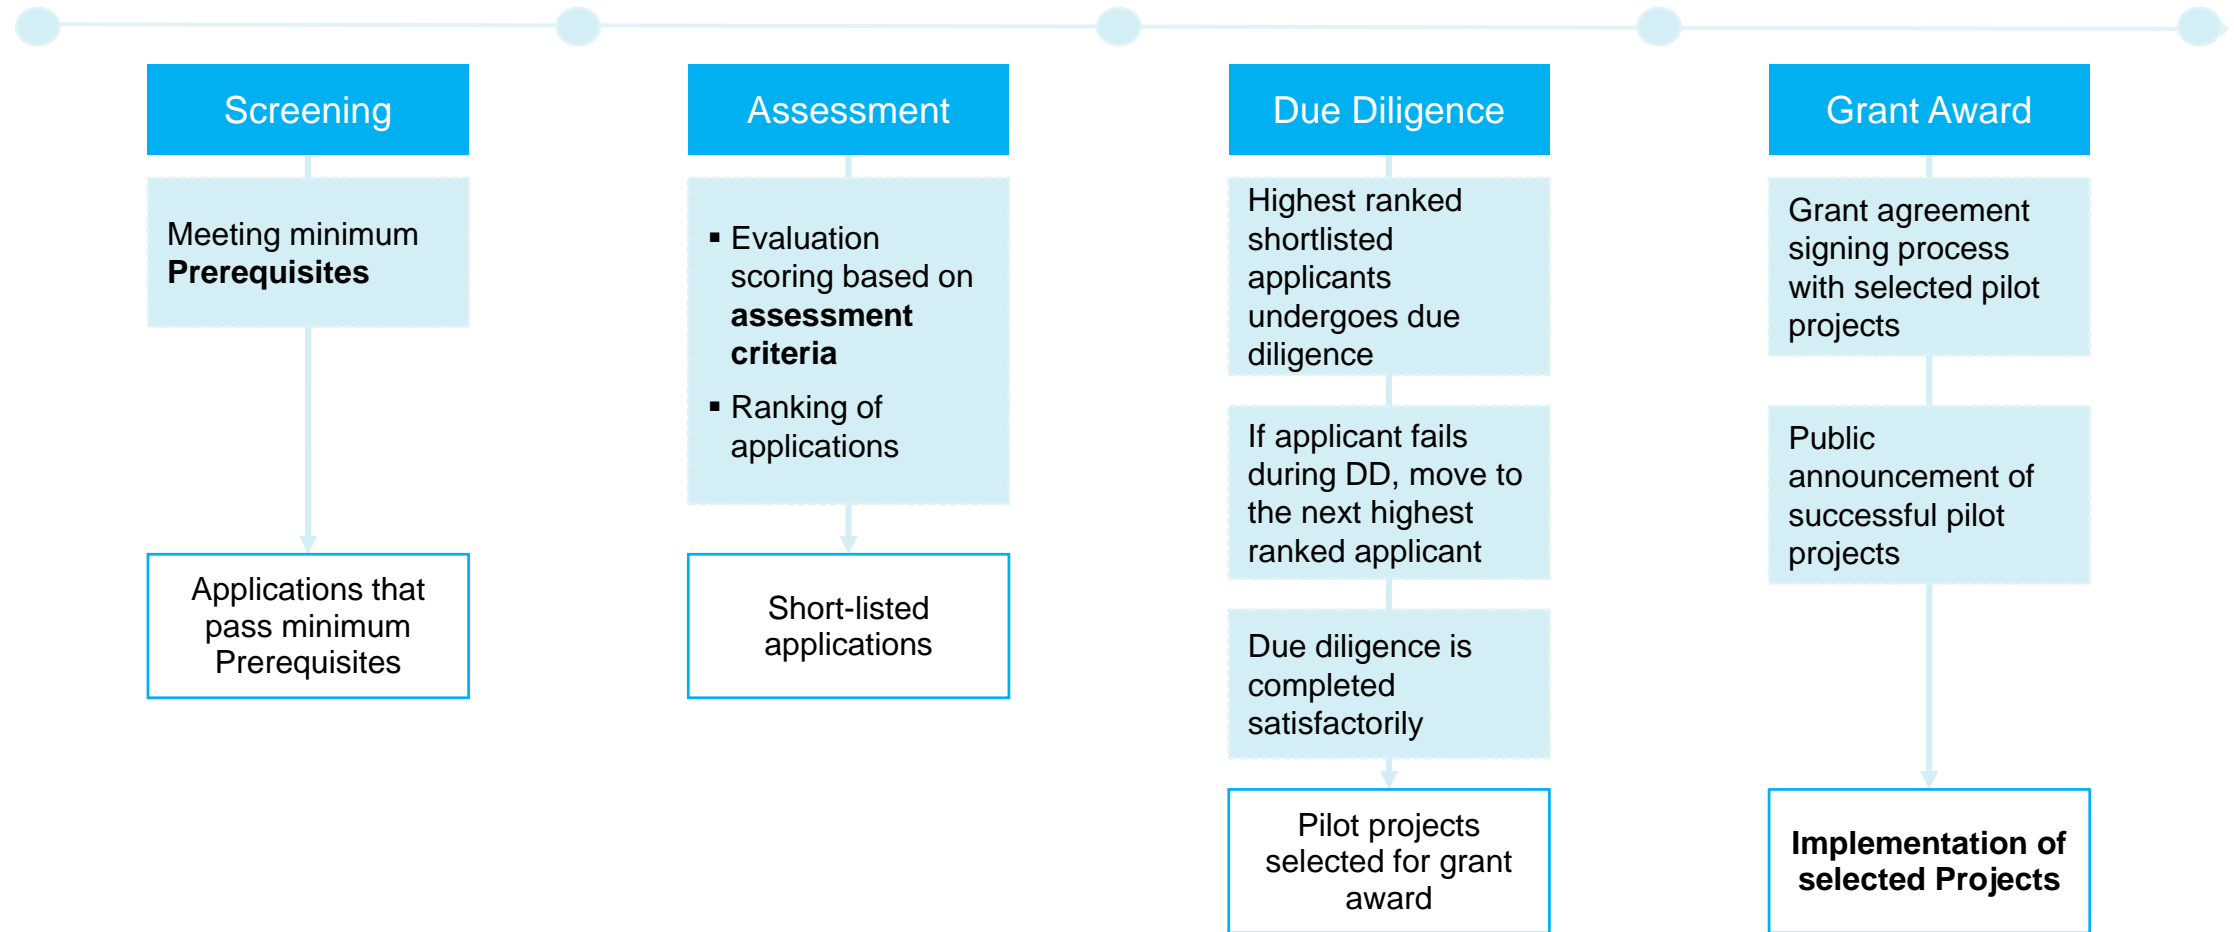 Screening
Meeting minimum
Prerequisites
Applications that
pass minimum
Prerequisites
Assessment
▪ Evaluation
scoring based on
assessment
criteria
▪ Ranking of
applications
Short-listed
applications
Due Diligence
Highest ranked
shortlisted
applicants
undergoes due
diligence
If applicant fails
during DD, move to
the next highest
ranked applicant
Due diligence is
completed
satisfactorily
Pilot projects
selected for grant
award
Grant Award
Grant agreement
signing process
with selected pilot
projects
Public
announcement of
successful pilot
projects
Implementation of
selected Projects